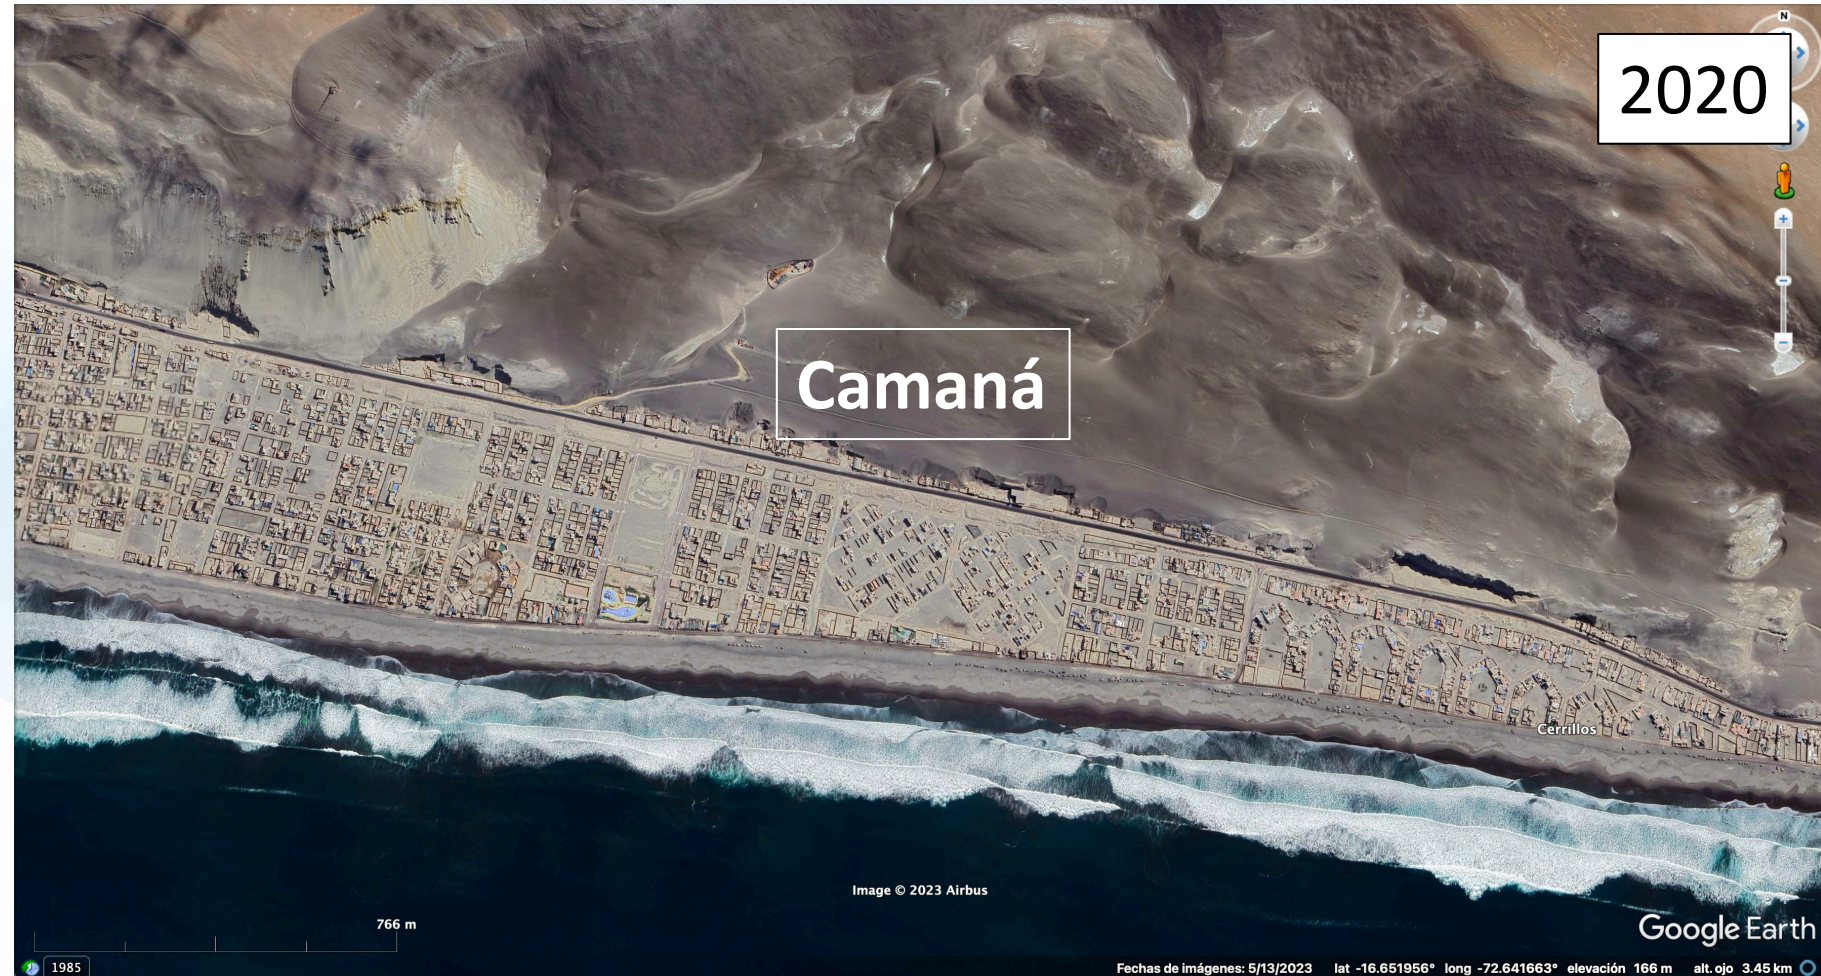 N
2020
Camaná
Cerrillos
Image © 2023 Airbus
766 m
Google Earth
1985
Fechas de imágenes: 5/13/2023 lat -16.651956° long -72.641663° elevación 166 m alt. ojo 3.45 km